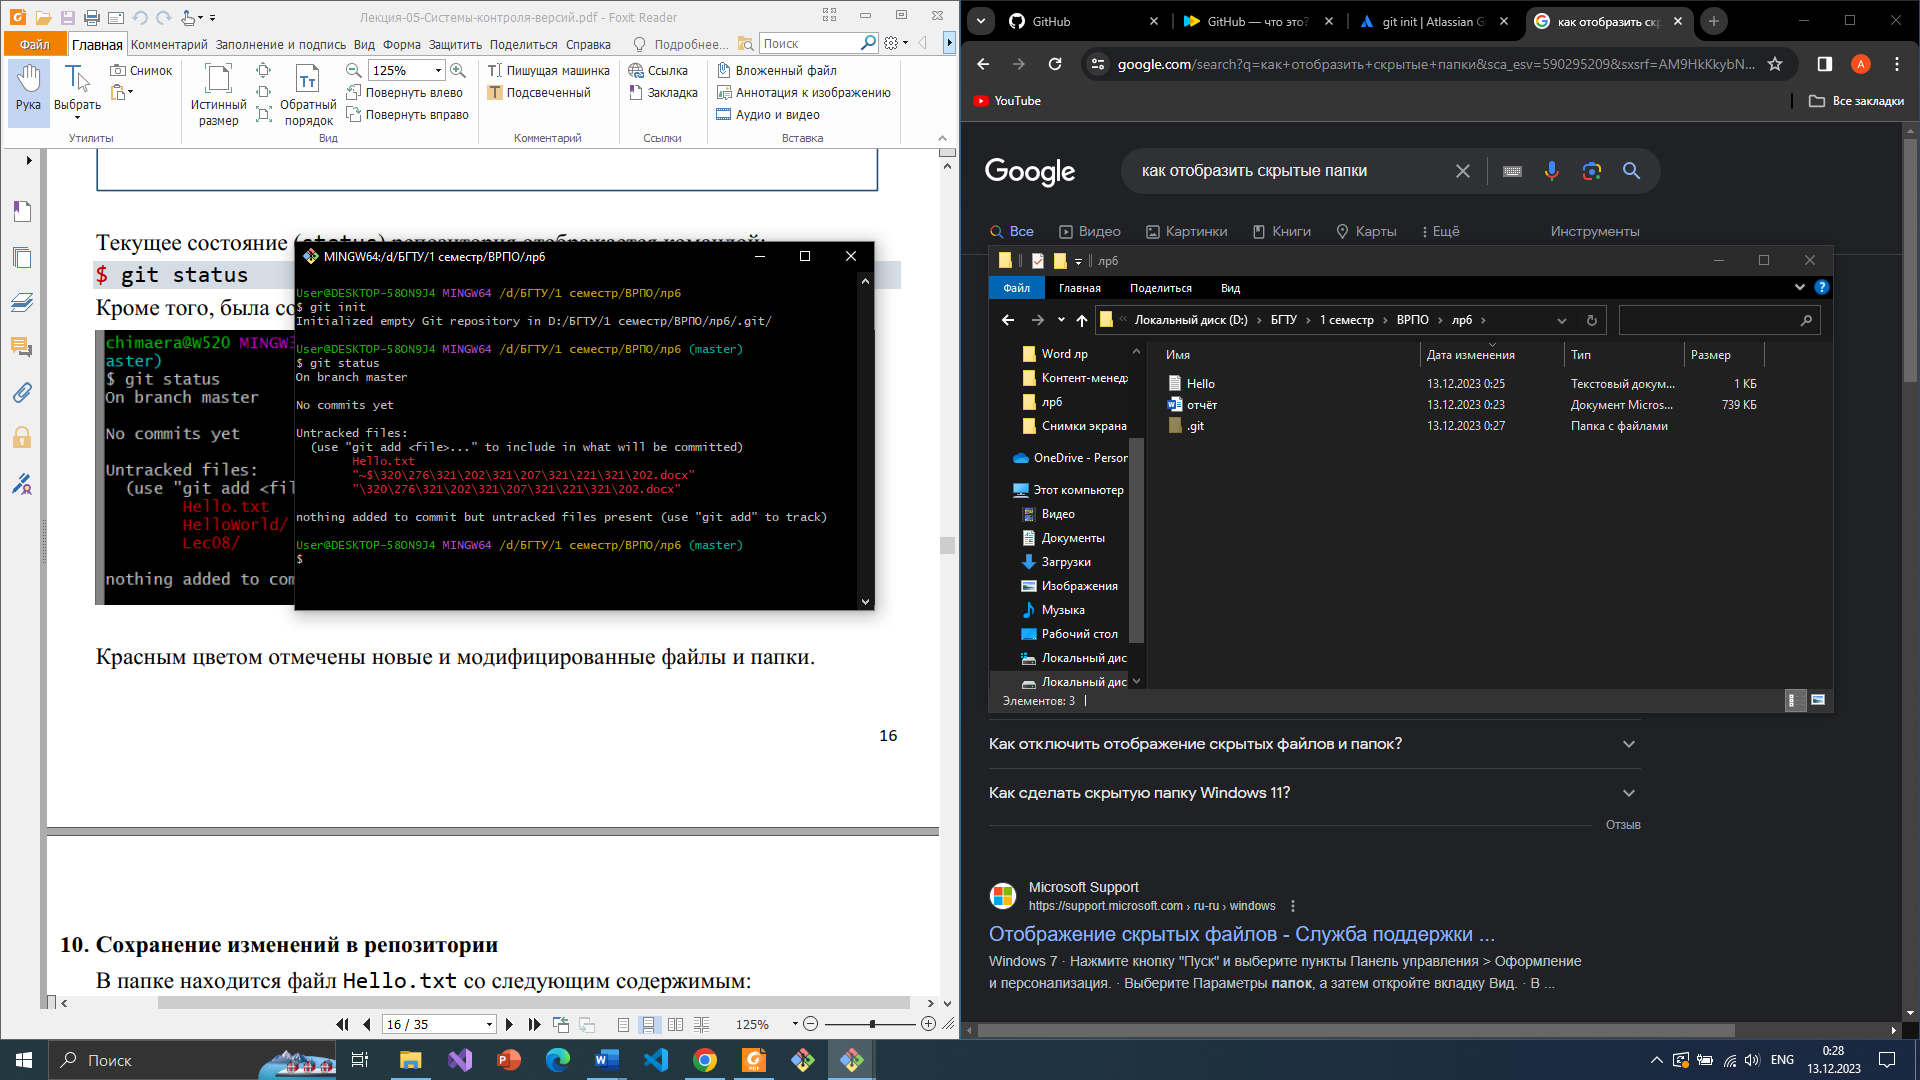 Лекция-05-Системы-контроля-версий.pdf - Foxit Reader
Файл
Главная
Комментарий
Заполнение и подпись
Вид
Форма
Защитить
Поделиться
Справка
Подробнее...
Поиск
Рука
Выбрать
Снимок
Утилиты
Истинный размер
Обратный порядок
125%
Повернуть влево
Повернуть вправо
Вид
Пишущая машинка
Подсвеченный
Комментарий
Ссылка
Закладка
Ссылки
Вложенный файл
Аннотация к изображению
Аудио и видео
Вставка
$ git status
Кроме того, была со
chimaera@W520 MINGW3
aster)
$ git status
On branch master
No commits yet
Untracked files:
(use "git add <fil
Hello.txt
HelloWorld/
Lec08/
nothing added to com
MINGW64:/d/БГТУ/1 семестр/ВРПО/лр6
User@DESKTOP-58ON9J4 MINGW64 /d/БГТУ/1 семестр/ВРПО/лр6
$ git init
Initialized empty Git repository in D:/БГТУ/1 семестр/ВРПО/лр6/.git/
User@DESKTOP-58ON9J4 MINGW64 /d/БГТУ/1 семестр/ВРПО/лр6 (master)
$ git status
On branch master
No commits yet
Untracked files:
(use "git add <file>..." to include in what will be committed)
Hello.txt
"~$\320\276\321\202\321\207\321\221\321\202.docx"
"\320\276\321\202\321\207\321\221\321\202.docx"
nothing added to commit but untracked files present (use "git add" to track)
User@DESKTOP-58ON9J4 MINGW64 /d/БГТУ/1 семестр/ВРПО/лр6 (master)
$
Красным цветом отмечены новые и модифицированные файлы и папки.
16
10. Сохранение изменений в репозитории
В папке находится файл Hello.txt со следующим содержимым:
16 / 35
125%
GitHub
GitHub — что это?
git init | Atlassian G
как отобразить скр
google.com/search?q=как+отобразить+скрытые+папки&sca_esv=590295209&sxsrf=AM9HkKkybN...
A
YouTube
Все закладки
Google
как отобразить скрытые папки
Все
Видео
Картинки
Книги
Карты
Ещё
Инструменты
лр6
Файл
Главная
Поделиться
Вид
Локальный диск (D:) › БГТУ › 1 семестр › ВРПО › лр6 ›
Word лр
Контент-менедж
лр6
Снимки экрана
OneDrive - Person
Этот компьютер
Видео
Документы
Загрузки
Изображения
Музыка
Рабочий стол
Локальный дис
Локальный дис
Имя
Дата изменения
Тип
Размер
Hello 13.12.2023 0:25 Текстовый докум... 1 КБ
отчёт 13.12.2023 0:23 Документ Micros... 739 КБ
.git 13.12.2023 0:27 Папка с файлами
Элементов: 3
Как отключить отображение скрытых файлов и папок?
Как сделать скрытую папку Windows 11?
Отзыв
Microsoft Support
https://support.microsoft.com › ru-ru › windows
Отображение скрытых файлов - Служба поддержки ...
Windows 7 · Нажмите кнопку "Пуск" и выберите пункты Панель управления > Оформление
и персонализация. · Выберите Параметры папок, а затем откройте вкладку Вид. · В ...
Поиск
ENG
0:28
13.12.2023